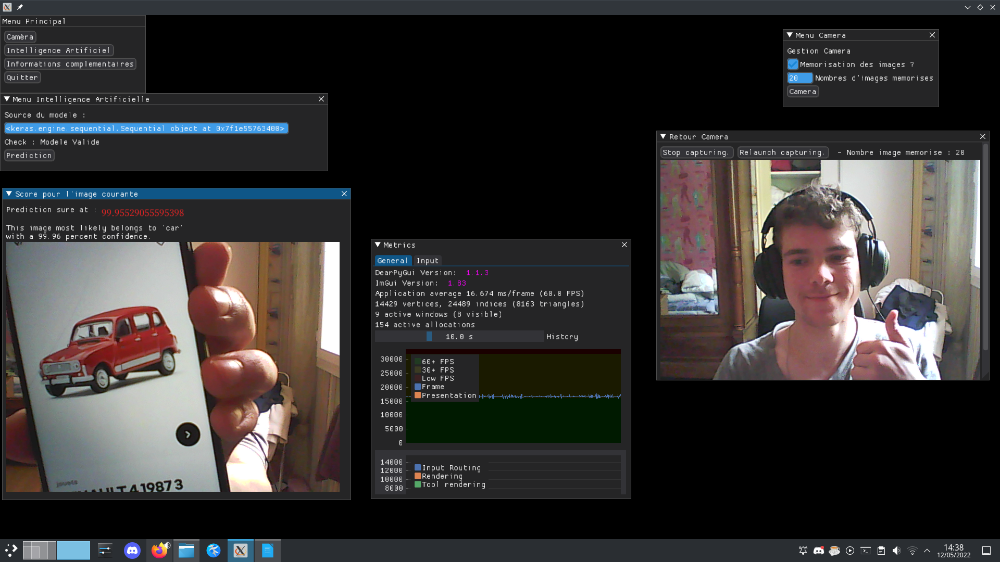 Menu Principal
Caméra
Intelligence Artificiel
Informations complementaires
Quitter
Menu Intelligence Artificielle
Source du modele :
<keras.engine.sequential.Sequential object at 0x7f1e55763400>
Check : Modele Valide
Prediction
Score pour l'image courante
Prediction sure at : 99.95529055595398
This image most likely belongs to 'car'
with a 99.96 percent confidence.
jouets
AULT 4 1987 3
Metrics
General Input
DearPyGui Version: 1.1.3
ImGui Version: 1.83
Application average 16.674 ms/frame (60.0 FPS)
14429 vertices, 24489 indices (8163 triangles)
9 active windows (8 visible)
154 active allocations
10.0 s History
30000
25000
20000
15000
10000
5000
0
60+ FPS
30+ FPS
Low FPS
Frame
Presentation
14000
12000
10000
8000
Input Routing
Rendering
Tool rendering
Menu Camera
Gestion Camera
Memorisation des images ?
20 Nombres d'images memorises
Camera
Retour Camera
Stop capturing. Relaunch capturing. - Nombre image memorise : 20
14:38
12/05/2022